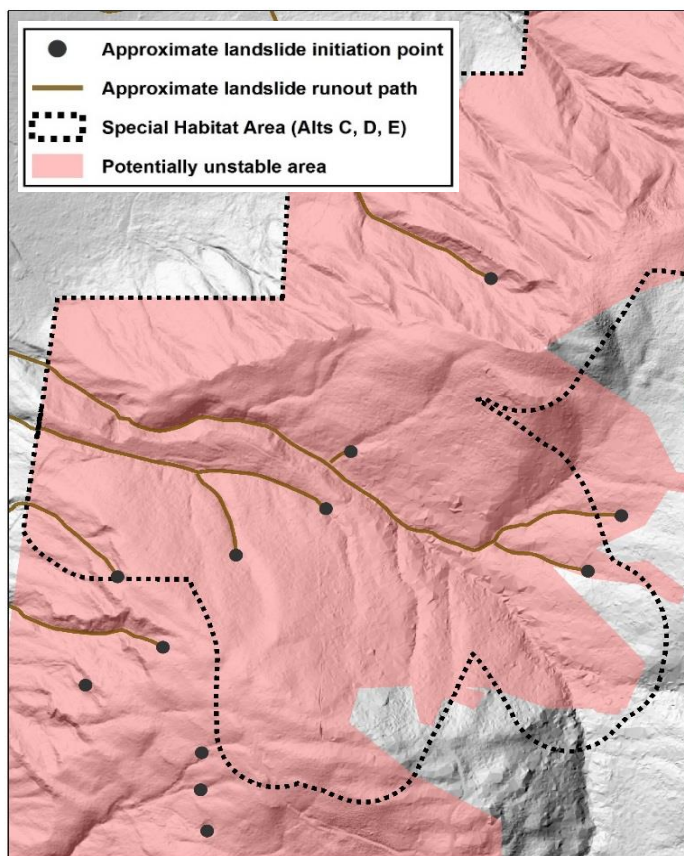 Approximate landslide initiation point
Approximate landslide runout path
Special Habitat Area (Alts C, D, E)
Potentially unstable area